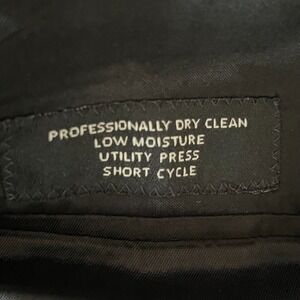 PROFESSIONALLY DRY CLEAN
LOW MOISTURE
UTILITY PRESS
SHORT CYCLE